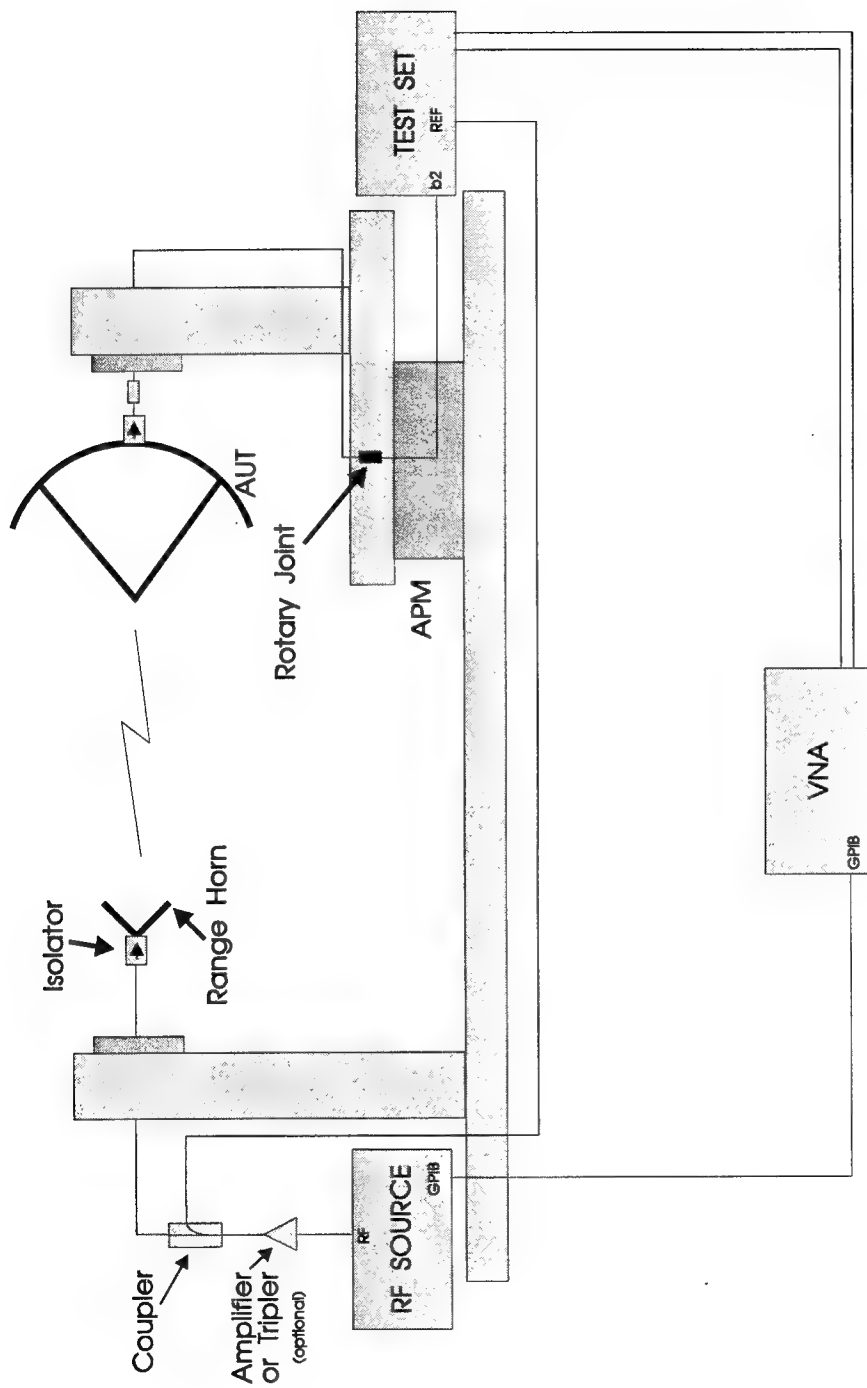 Isolator
Range Horn
AUT
Coupler
Amplifier
or Tripler
(optional)
RF
RF SOURCE
GPIB
Rotary Joint
APM
TEST SET
b2
REF
VNA
GPIB